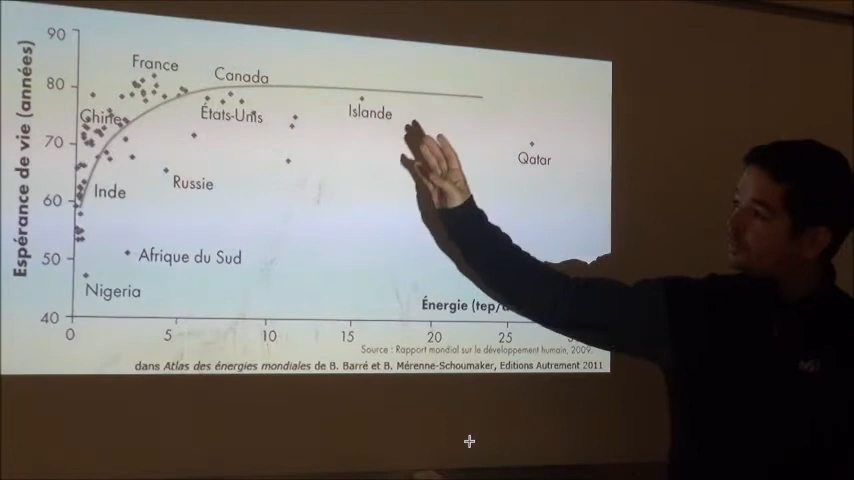 Espérance de vie (années)
90
80
70
60
50
40
France
Canada
Chine
États-Unis
Islande
Qatar
Inde
Russie
Afrique du Sud
Nigeria
Énergie (tep/
0 5 10 15 20 25
Source : Rapport mondial sur le développement humain, 2009.
dans Atlas des énergies mondiales de B. Barré et B. Mérenne-Schoumaker, Editions Autrement 2011